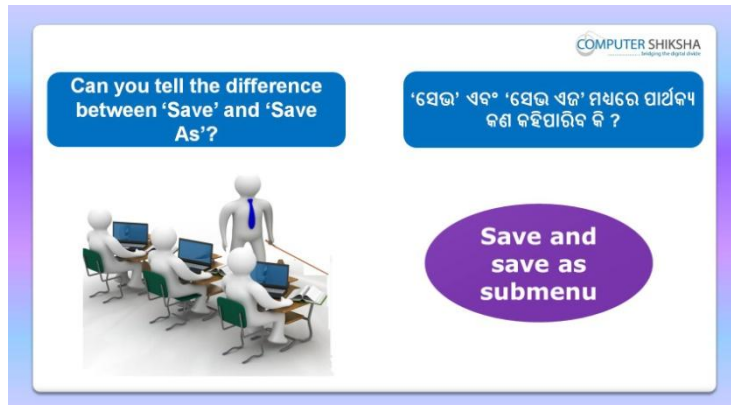 COMPUTER SHIKSHA
bridging the digital divide
Can you tell the difference
between ‘Save’ and ‘Save
As’?
‘ସେଭ’ ଏବଂ ‘ସେଭ ଏଜ’ ମଧ୍ୟରେ ପାର୍ଥକ୍ୟ
କଣ କହିପାରିବ କି ?
Save and
save as
submenu